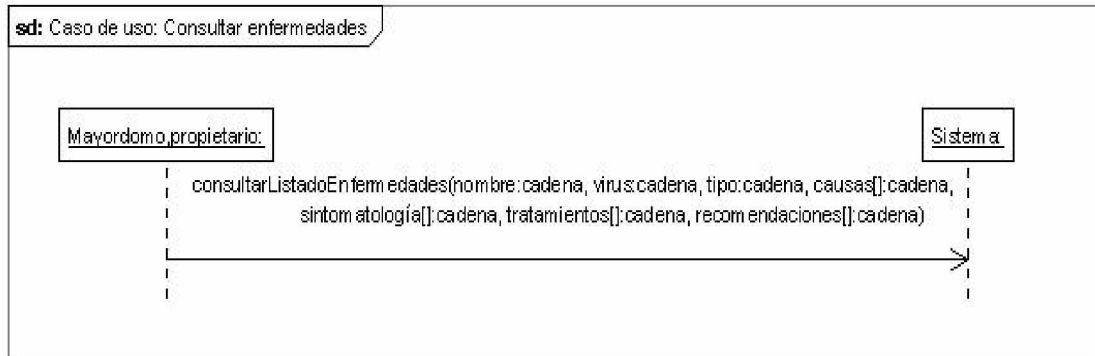 sd: Caso de uso: Consultar enfermedades
Mayordomo,propietario:
Sistema:
consultarListadoEnfermedades(nombre:cadena, virus:cadena, tipo:cadena, causas[]:cadena,
sintomatología[]:cadena, tratamientos[]:cadena, recomendaciones[]:cadena)